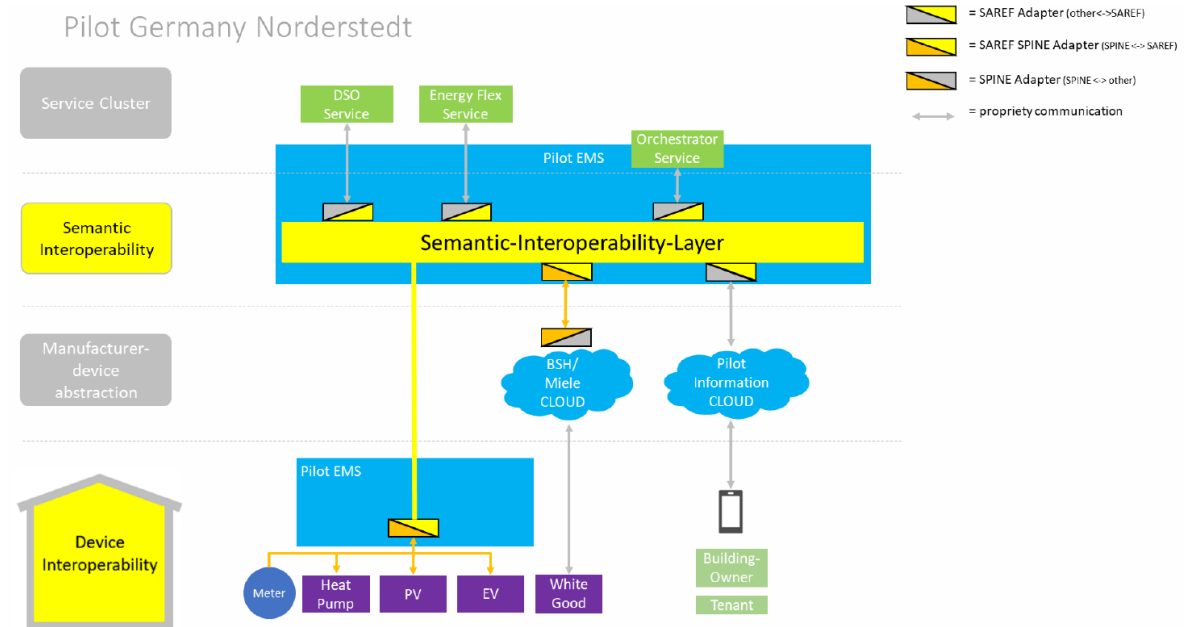 Pilot Germany Norderstedt
= SAREF Adapter (other<->SAREF)
= SAREF SPINE Adapter (SPINE <-> SAREF)
= SPINE Adapter (SPINE <-> other)
= propriety communication
Service Cluster
DSO
Service
Energy Flex
Service
Orchestrator
Service
Pilot EMS
Semantic
Interoperability
Semantic-Interoperability-Layer
Manufacturer-
device
abstraction
BSH/
Miele
CLOUD
Pilot
Information
CLOUD
Pilot EMS
Device
Interoperability
Meter
Heat
Pump
PV
EV
White
Good
Building-
Owner
Tenant